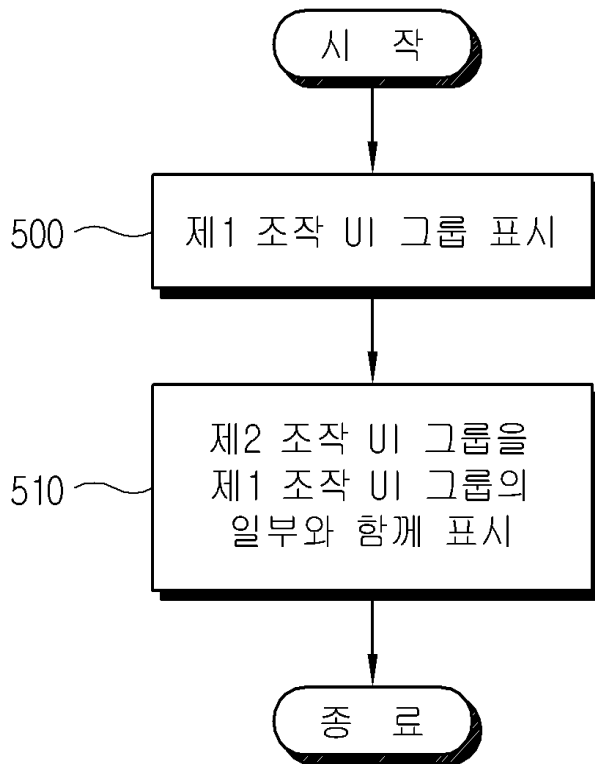 시 작
500
제1 조작 UI 그룹 표시
제2 조작 UI 그룹을
510
제1 조작 UI 그룹의
일부와 함께 표시
종 료